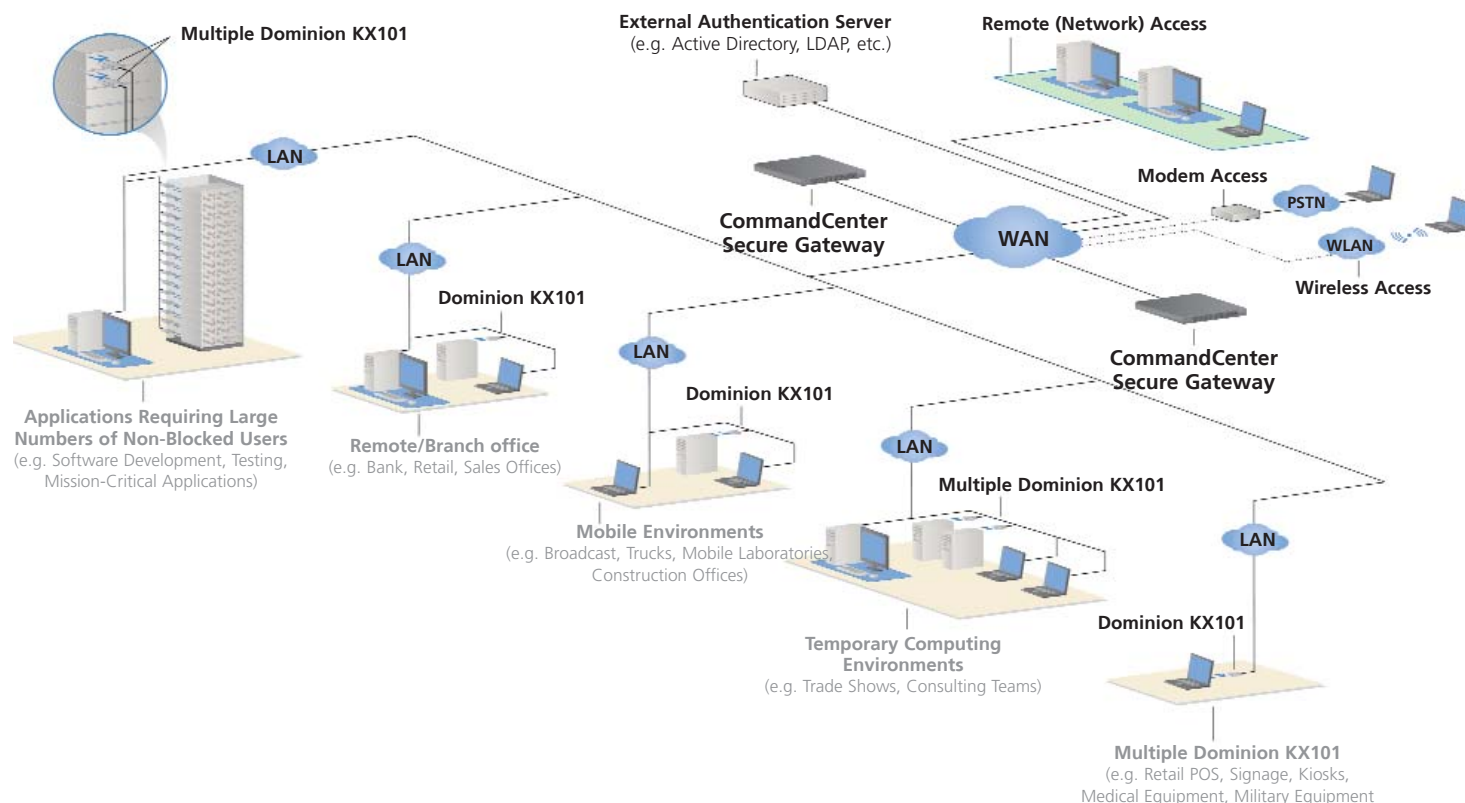 Multiple Dominion KX101
External Authentication Server
(e.g. Active Directory, LDAP, etc.)
Remote (Network) Access
LAN
CommandCenter
Secure Gateway
Modem Access
PSTN
WAN
WLAN
Wireless Access
LAN
Dominion KX101
CommandCenter
Secure Gateway
LAN
Dominion KX101
Applications Requiring Large
Numbers of Non-Blocked Users
(e.g. Software Development, Testing,
Mission-Critical Applications)
Remote/Branch office
(e.g. Bank, Retail, Sales Offices)
LAN
Multiple Dominion KX101
Mobile Environments
(e.g. Broadcast, Trucks, Mobile Laboratories,
Construction Offices)
LAN
Dominion KX101
Temporary Computing
Environments
(e.g. Trade Shows, Consulting Teams)
Multiple Dominion KX101
(e.g. Retail POS, Signage, Kiosks,
Medical Equipment, Military Equipment